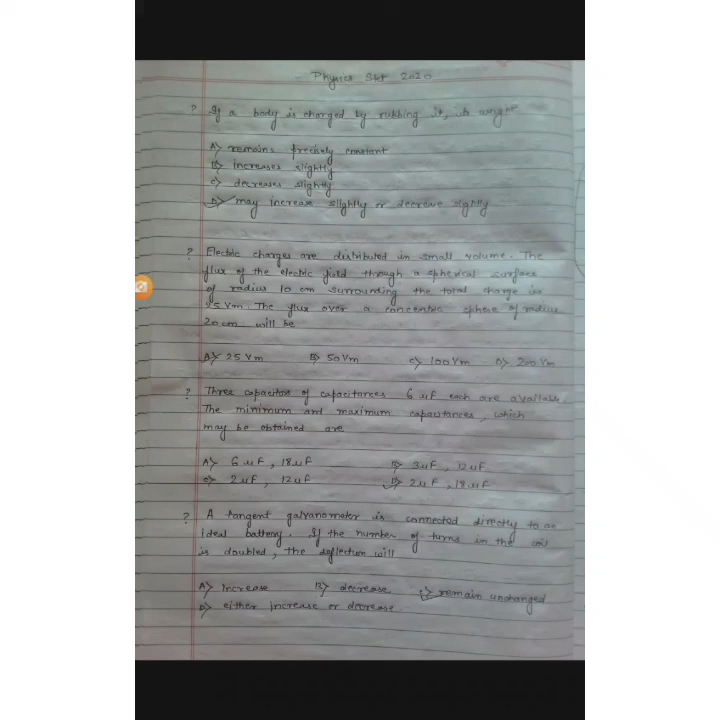 Physics SLET 2020
? If a body is charged by rubbing it, its weight
A> remains precisely constant
B> increases slightly
C> decreases slightly
D> may increase slightly or decreve slightly
? Electric charges are distributed in small volume. The
flux of the electric field through a spherical surface
of radius 10 cm surrounding the total charge is
25 Vm. The flux over a concentric sphere of radius
20 cm will be
A> 25 Vm B> 50 Vm C> 100 Vm D> 200 Vm
? Three capacitors of capacitances 6 uF each are available
The minimum and maximum capacitances, which
may be obtained are
A> 6 uF, 18 uF B> 3 uF, 12 uF
C> 2 uF, 12 uF D> 2 uF, 18 uF
? A tangent galvanometer is connected directly to an
ideal battery. If the number of turns in the coil
is doubled, the deflection will
A> Increase B> decrease C> remain unchanged
D> either increase or decrease